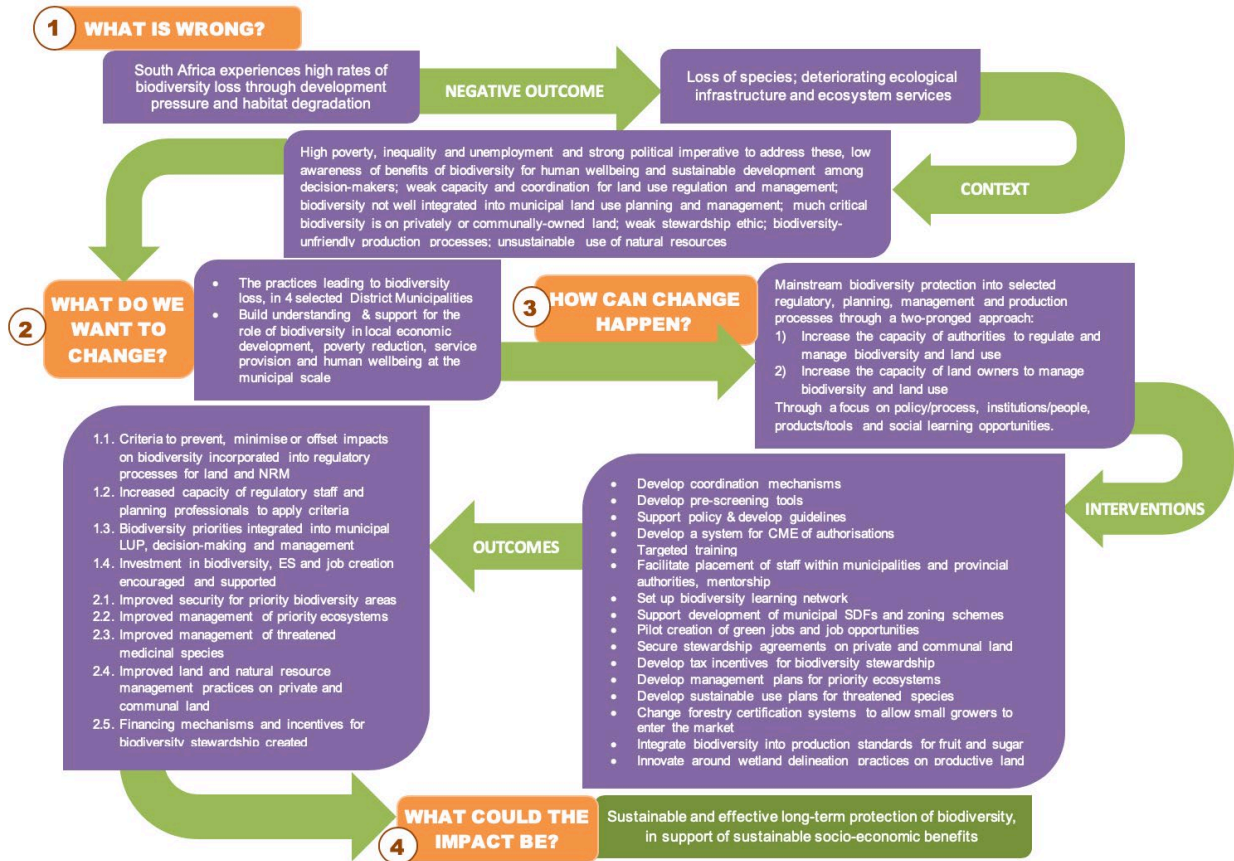 1
WHAT IS WRONG?
South Africa experiences high rates of
biodiversity loss through development
pressure and habitat degradation
NEGATIVE OUTCOME
Loss of species; deteriorating ecological
infrastructure and ecosystem services
CONTEXT
High poverty, inequality and unemployment and strong political imperative to address these, low
awareness of benefits of biodiversity for human wellbeing and sustainable development among
decision-makers; weak capacity and coordination for land use regulation and management;
biodiversity not well integrated into municipal land use planning and management; much critical
biodiversity is on privately or communally-owned land; weak stewardship ethic; biodiversity-
unfriendly production processes; unsustainable use of natural resources
2
WHAT DO WE
WANT TO
CHANGE?
• The practices leading to biodiversity
loss, in 4 selected District Municipalities
• Build understanding & support for the
role of biodiversity in local economic
development, poverty reduction, service
provision and human wellbeing at the
municipal scale
3
HOW CAN CHANGE
HAPPEN?
Mainstream biodiversity protection into selected
regulatory, planning, management and production
processes through a two-pronged approach:
1) Increase the capacity of authorities to regulate and
manage biodiversity and land use
2) Increase the capacity of land owners to manage
biodiversity and land use
Through a focus on policy/process, institutions/people,
products/tools and social learning opportunities.
INTERVENTIONS
• Develop coordination mechanisms
• Develop pre-screening tools
• Support policy & develop guidelines
• Develop a system for CME of authorisations
• Targeted training
• Facilitate placement of staff within municipalities and provincial
authorities, mentorship
• Set up biodiversity learning network
• Support development of municipal SDFs and zoning schemes
• Pilot creation of green jobs and job opportunities
• Secure stewardship agreements on private and communal land
• Develop tax incentives for biodiversity stewardship
• Develop management plans for priority ecosystems
• Develop sustainable use plans for threatened species
• Change forestry certification systems to allow small growers to
enter the market
• Integrate biodiversity into production standards for fruit and sugar
• Innovate around wetland delineation practices on productive land
OUTCOMES
1.1. Criteria to prevent, minimise or offset impacts
on biodiversity incorporated into regulatory
processes for land and NRM
1.2. Increased capacity of regulatory staff and
planning professionals to apply criteria
1.3. Biodiversity priorities integrated into municipal
LUP, decision-making and management
1.4. Investment in biodiversity, ES and job creation
encouraged and supported
2.1. Improved security for priority biodiversity areas
2.2. Improved management of priority ecosystems
2.3. Improved management of threatened
medicinal species
2.4. Improved land and natural resource
management practices on private and
communal land
2.5. Financing mechanisms and incentives for
biodiversity stewardship created
4
WHAT COULD THE
IMPACT BE?
Sustainable and effective long-term protection of biodiversity,
in support of sustainable socio-economic benefits